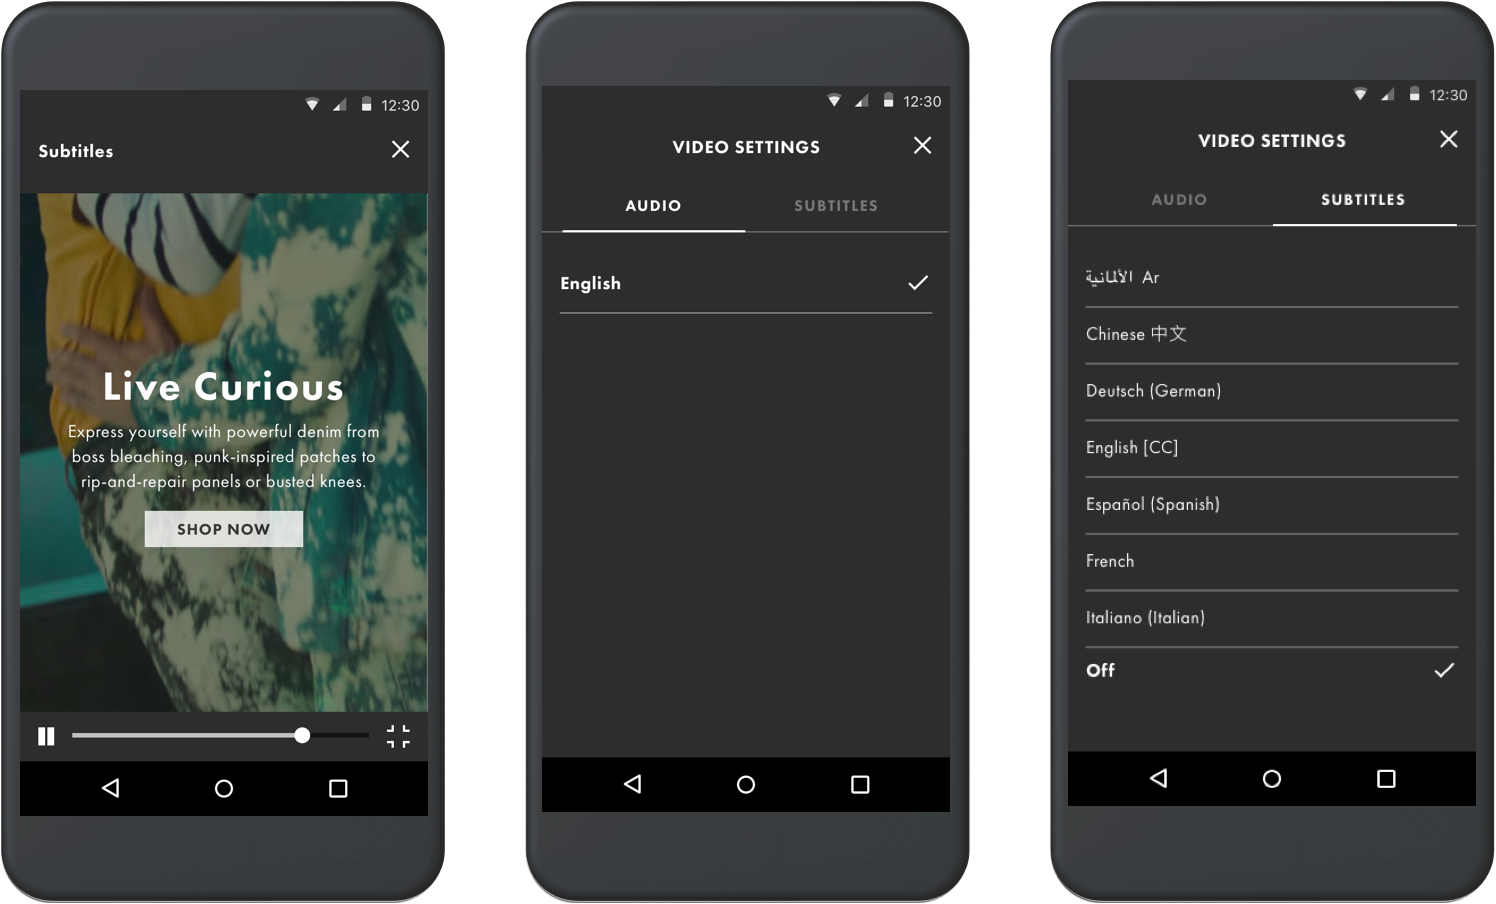 12:30
Subtitles
Live Curious
Express yourself with powerful denim from
boss bleaching, punk-inspired patches to
rip-and-repair panels or busted knees.
SHOP NOW
12:30
VIDEO SETTINGS
AUDIO SUBTITLES
English
12:30
VIDEO SETTINGS
AUDIO SUBTITLES
الألمانية Ar
Chinese 中文
Deutsch (German)
English [CC]
Español (Spanish)
French
Italiano (Italian)
Off